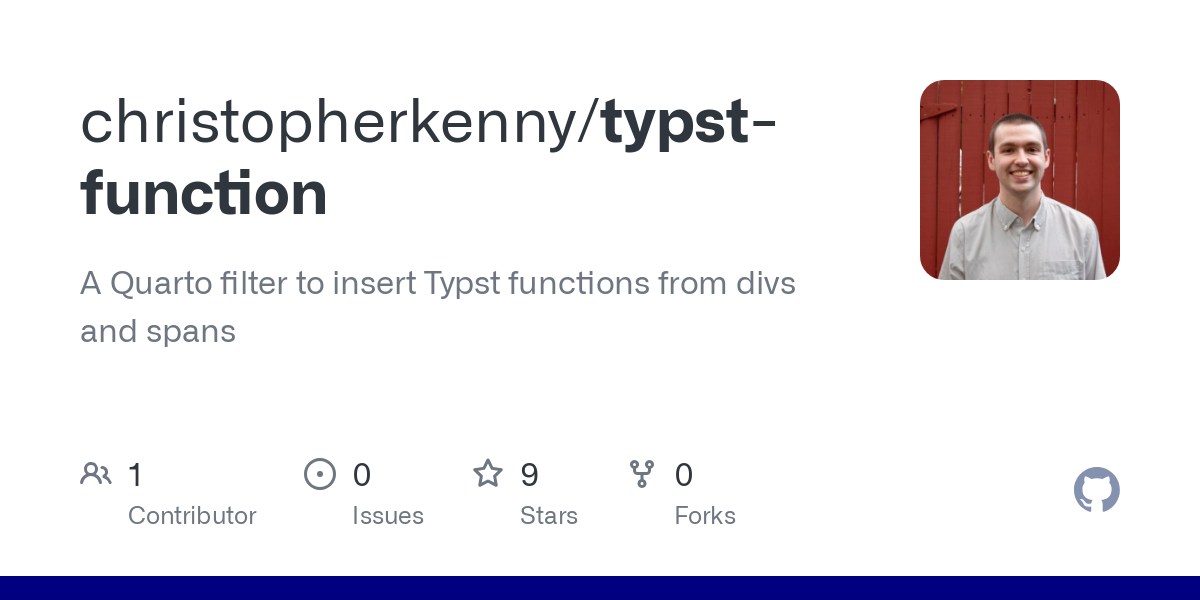 christopherkenny/typst-
function
A Quarto filter to insert Typst functions from divs
and spans
1
Contributor
0
Issues
9
Stars
0
Forks